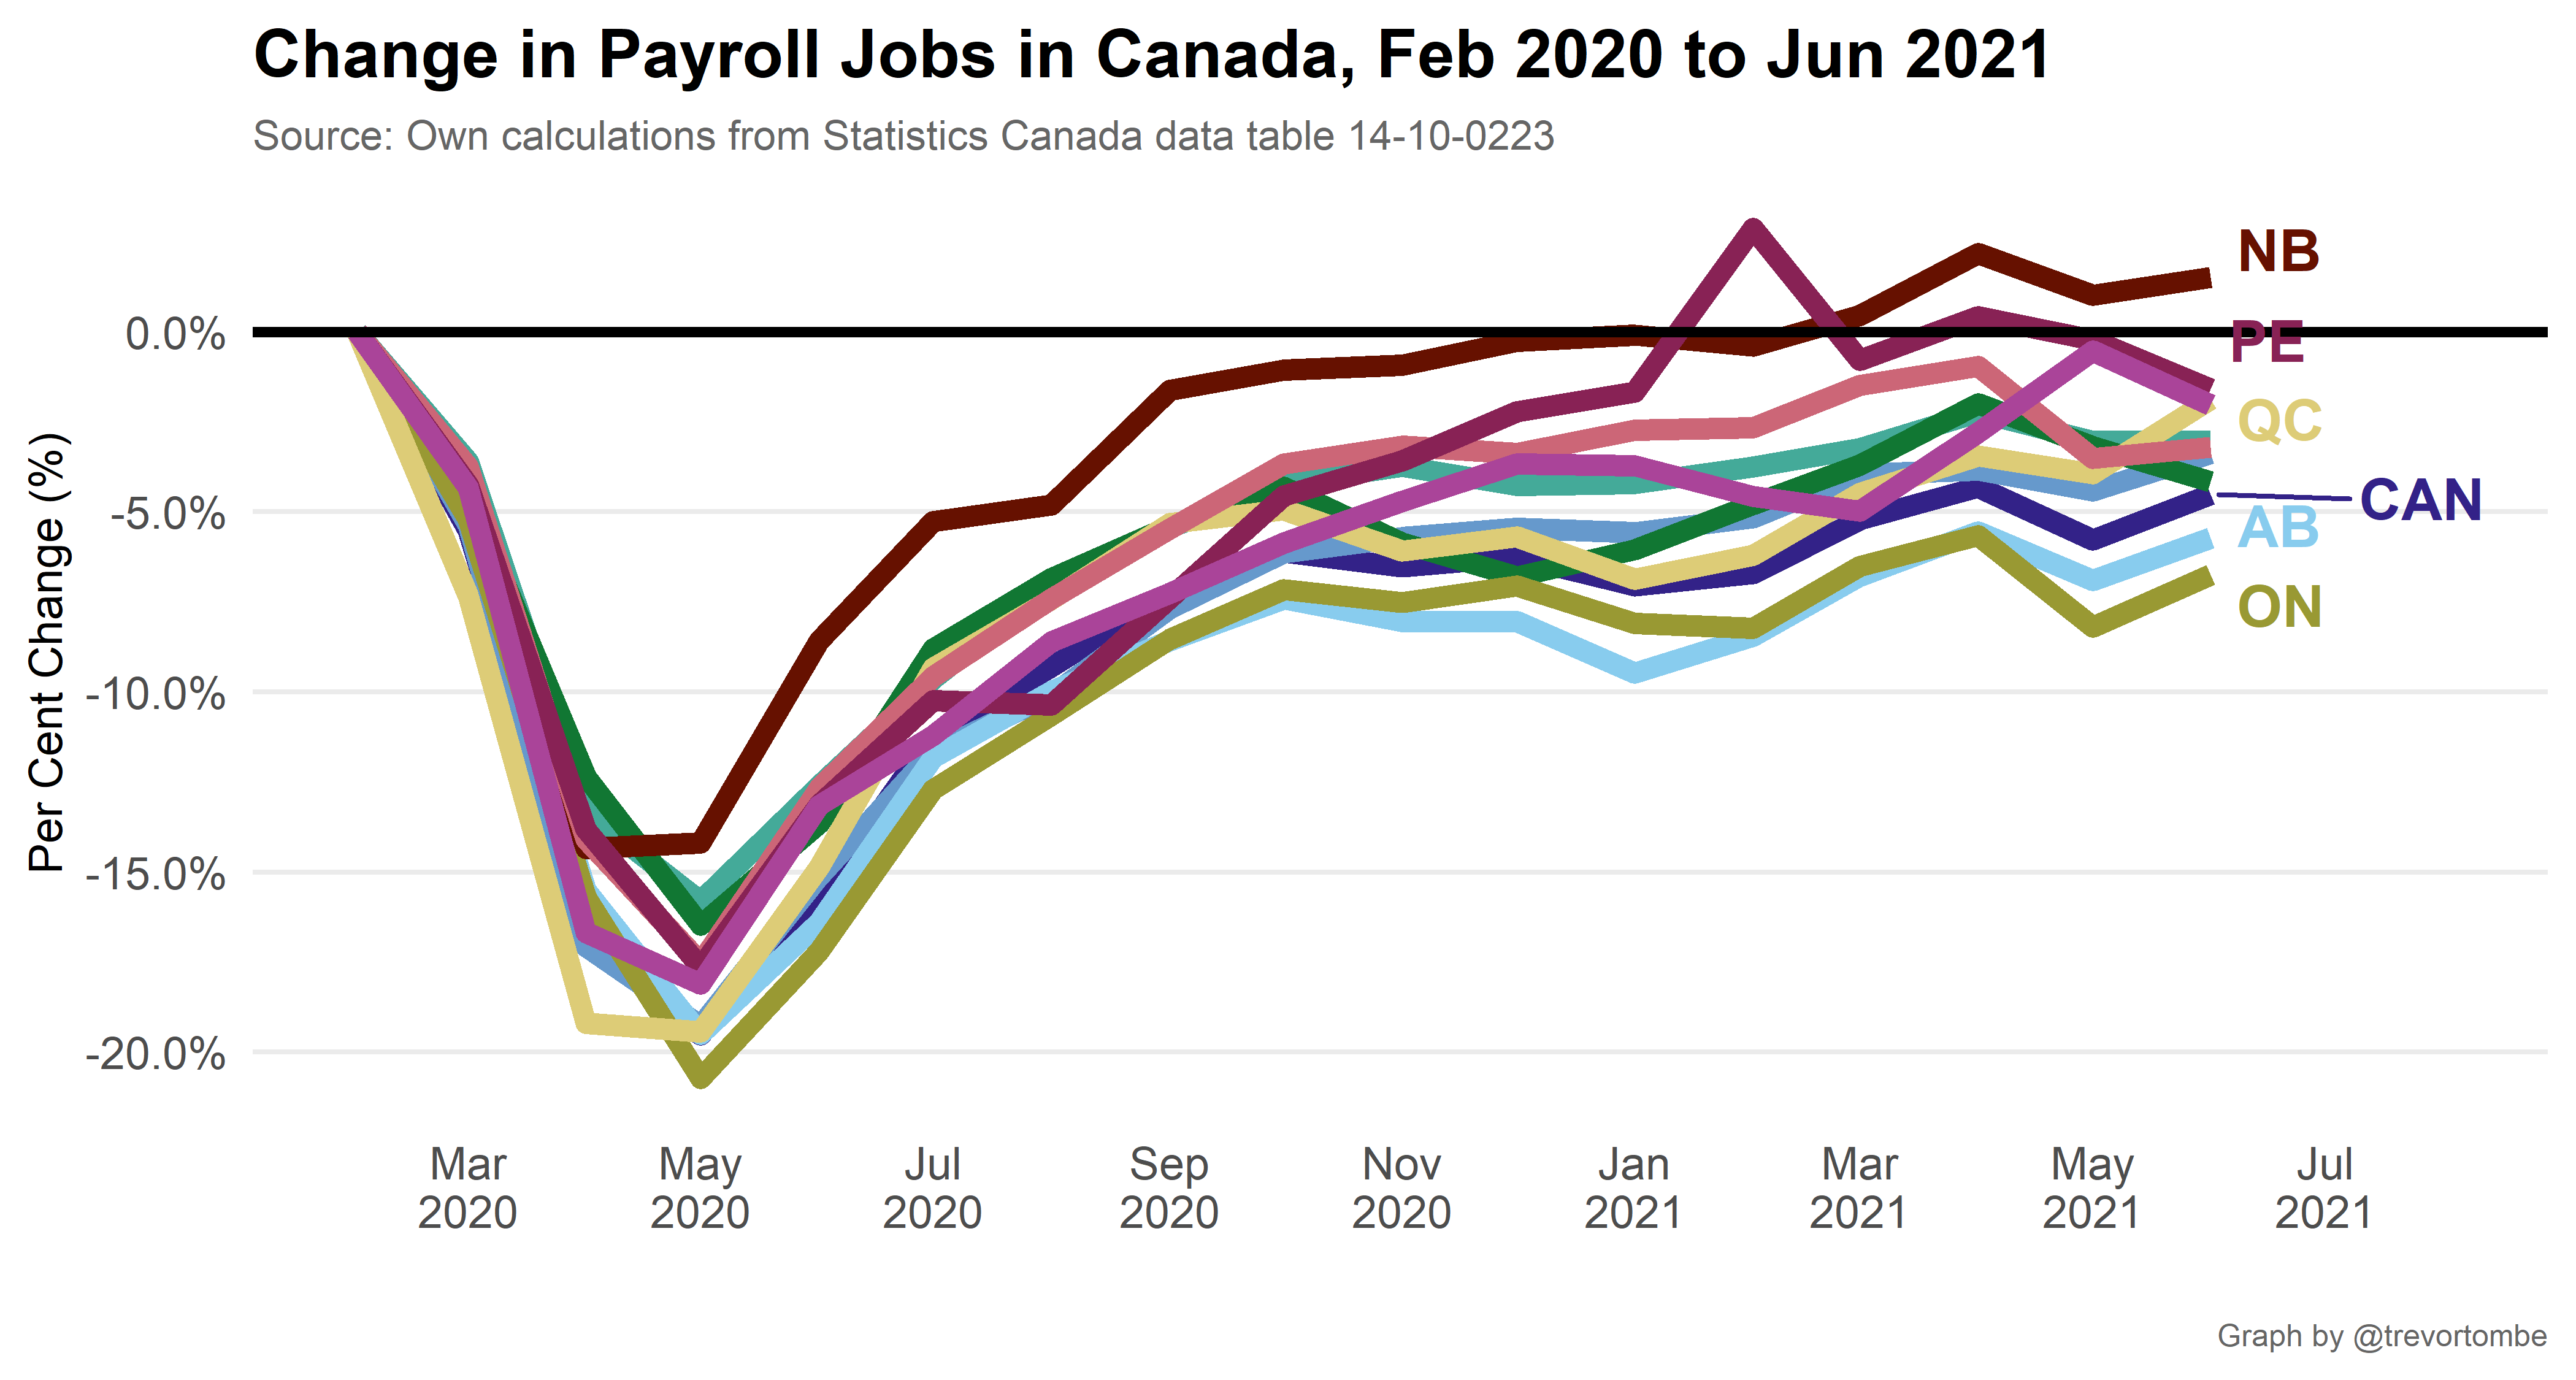 Change in Payroll Jobs in Canada, Feb 2020 to Jun 2021
Source: Own calculations from Statistics Canada data table 14-10-0223
Per Cent Change (%)
0.0%
-5.0%
-10.0%
-15.0%
-20.0%
NB
PE
QC
CAN
AB
ON
Mar 2020
May 2020
Jul 2020
Sep 2020
Nov 2020
Jan 2021
Mar 2021
May 2021
Jul 2021
Graph by @trevortombe